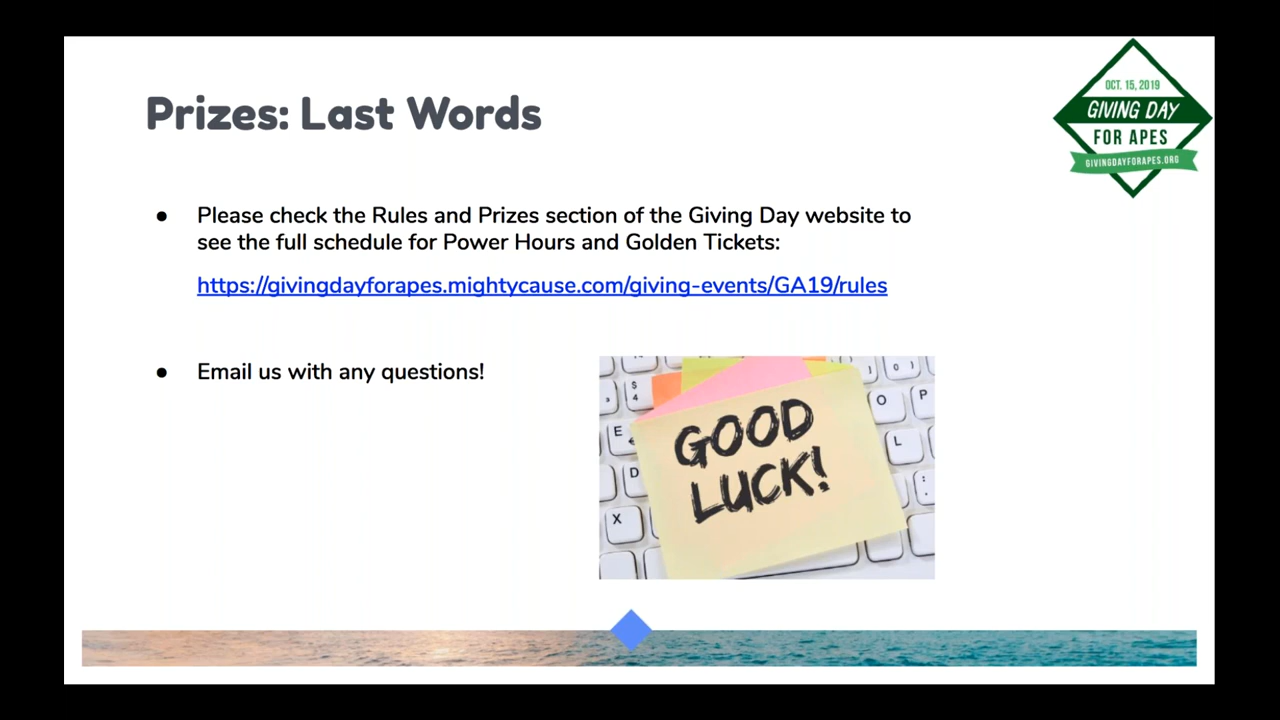 Prizes: Last Words
OCT. 15, 2019
GIVING DAY
FOR APES
GIVINGDAYFORAPES.ORG
● Please check the Rules and Prizes section of the Giving Day website to
see the full schedule for Power Hours and Golden Tickets:
https://givingdayforapes.mightycause.com/giving-events/GA19/rules
● Email us with any questions!
GOOD
LUCK!
$
4
E
D
X
O
P
L